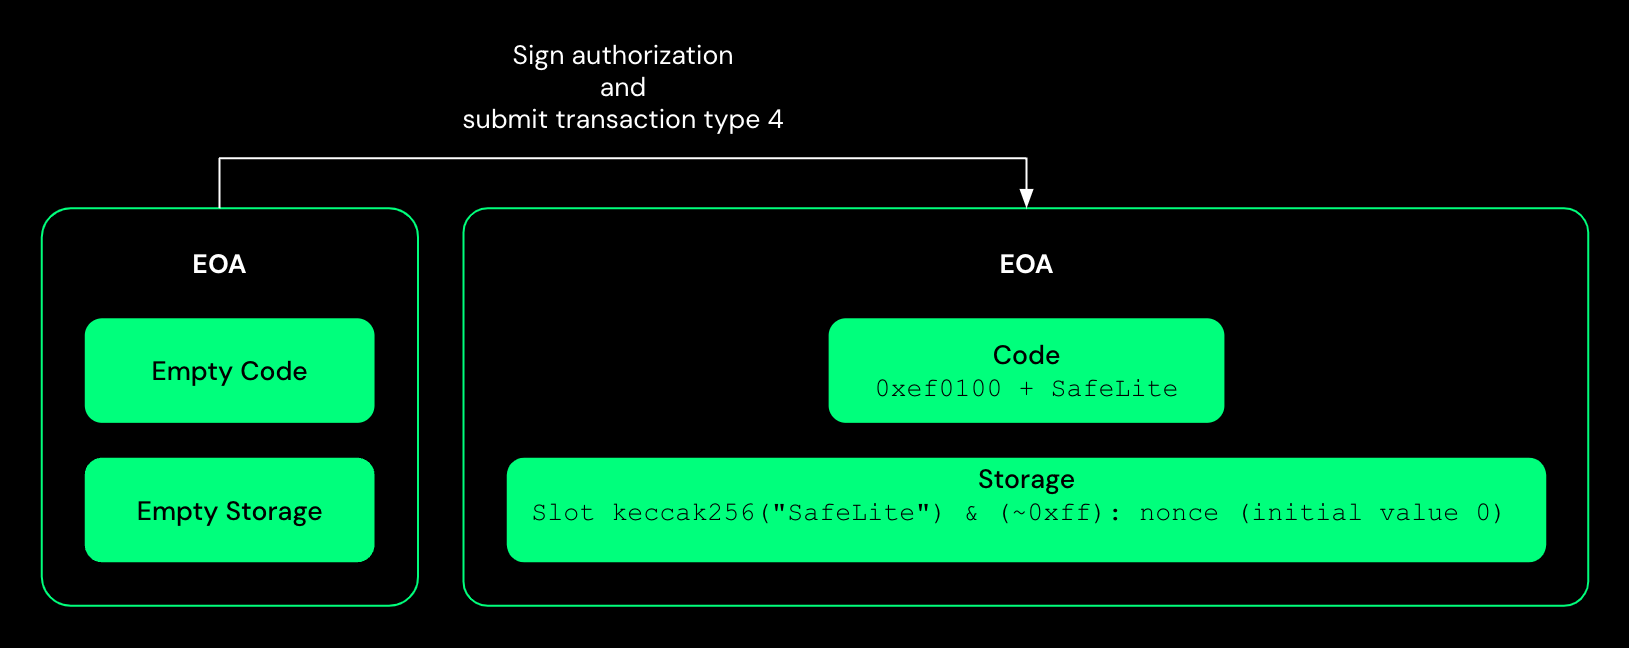 Sign authorization
and
submit transaction type 4
EOA
Empty Code
Empty Storage
EOA
Code
0xef0100 + SafeLite
Storage
Slot keccak256("SafeLite") & (~0xff): nonce (initial value 0)